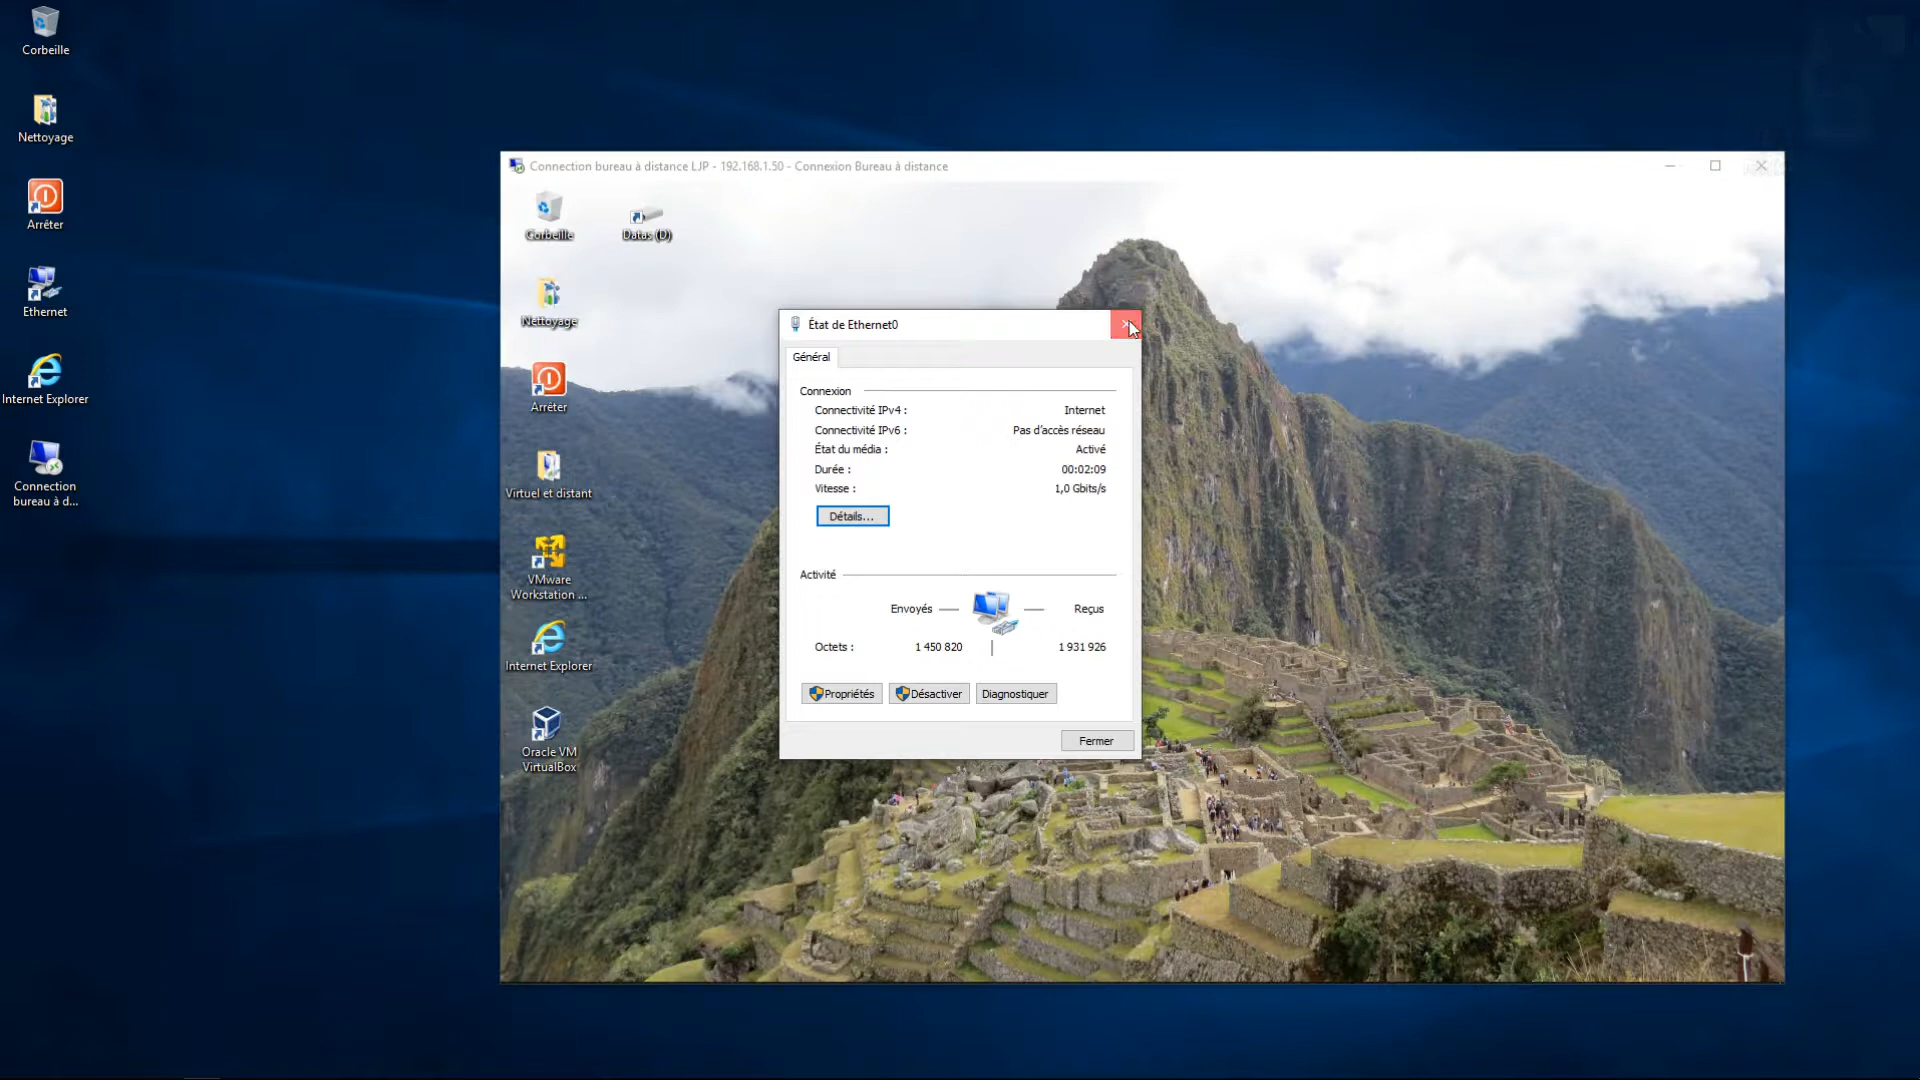 Corbeille
Nettoyage
Arrêter
Ethernet
Internet Explorer
Connection
bureau à d...
Connection bureau à distance LJP - 192.168.1.50 - Connexion Bureau à distance
Corbeille
Datas (D)
Nettoyage
Arrêter
Virtuel et distant
VMware
Workstation ...
Internet Explorer
Oracle VM
VirtualBox
État de Ethernet0
Général
Connexion
Connectivité IPv4 : Internet
Connectivité IPv6 : Pas d'accès réseau
État du média : Activé
Durée : 00:02:09
Vitesse : 1,0 Gbits/s
Détails...
Activité
Envoyés — — Reçus
Octets : 1 450 820 | 1 931 926
Propriétés Désactiver Diagnostiquer
Fermer